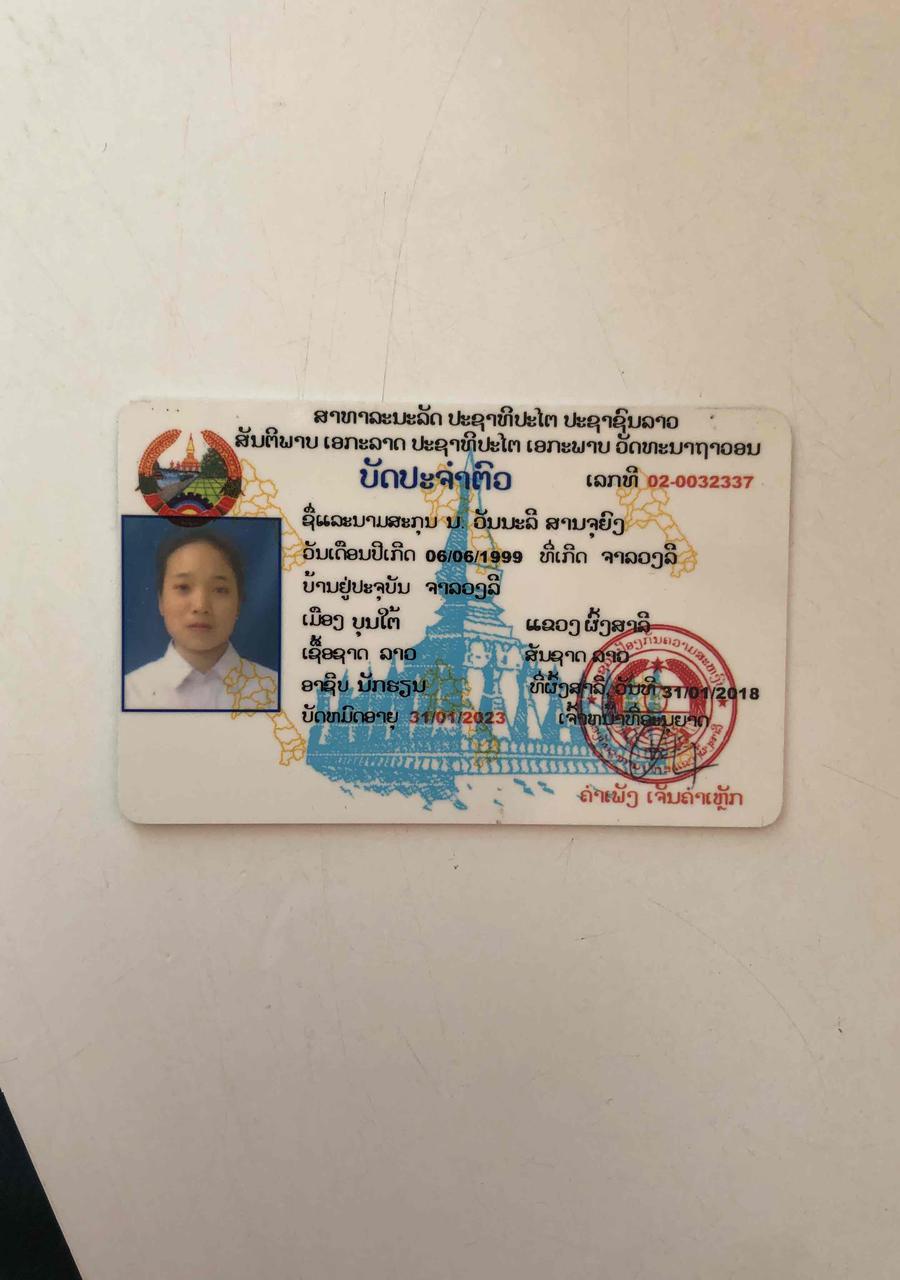 ສາທາລະນະລັດ ປະຊາທິປະໄຕ ປະຊາຊົນລາວ
ສັນຕິພາບ ເອກະລາດ ປະຊາທິປະໄຕ ເອກະພາບ ວັດທະນາຖາວອນ
ບັດປະຈຳຕົວ ເລກທີ 02-0032337
ຊື່ແລະນາມສະກຸນ ນ. ວັນນະລີ ສານຈຸຍົງ
ວັນເດືອນປີເກີດ 06/06/1999 ທີ່ເກີດ ຈາລອງລີ
ບ້ານຢູ່ປະຈຸບັນ ຈາລອງລີ
ເມືອງ ບຸນໃຕ້ ແຂວງ ຜົ້ງສາລີ
ເຊື້ອຊາດ ລາວ ສັນຊາດ ລາວ
ອາຊີບ ນັກຮຽນ ທີ່ຜົ້ງສາລີ, ວັນທີ 31/01/2018
ບັດຫມົດອາຍຸ 31/01/2023 ເຈົ້າຫນ້າທີ່ອະນຸຍາດ
ຄຳເພັງ ເຈັນຄຳເຫຼັກ